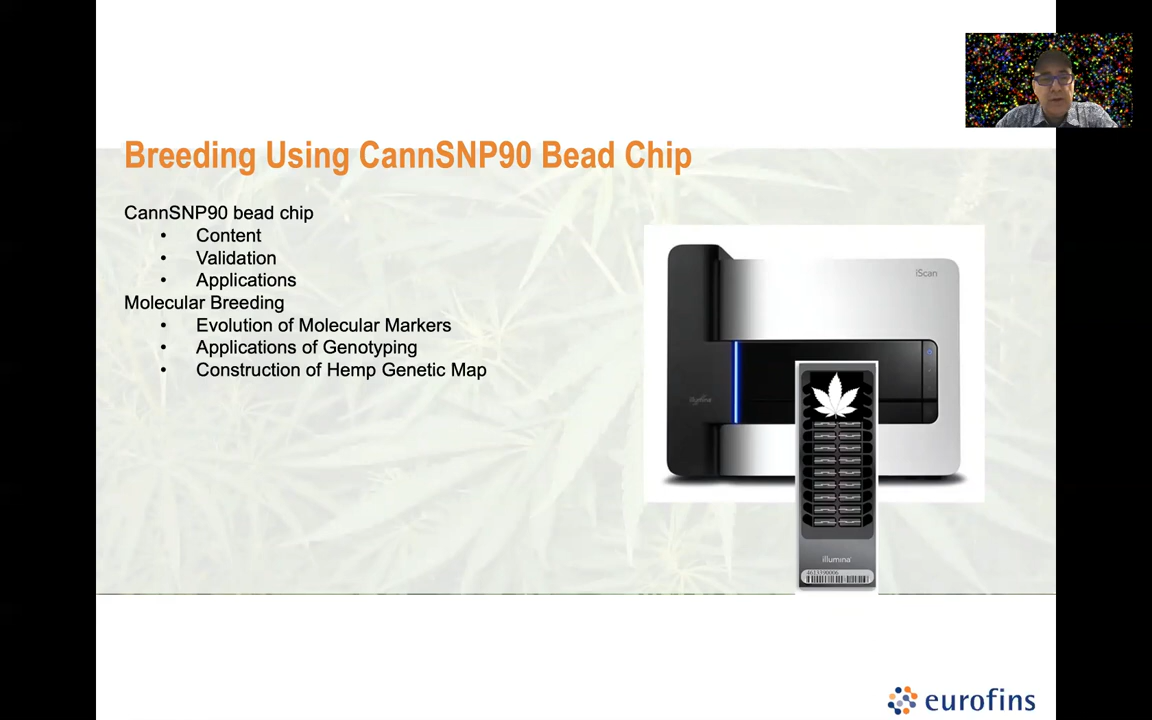 Breeding Using CannSNP90 Bead Chip
CannSNP90 bead chip
• Content
• Validation
• Applications
Molecular Breeding
• Evolution of Molecular Markers
• Applications of Genotyping
• Construction of Hemp Genetic Map
iScan
illumina
illumina
eurofins